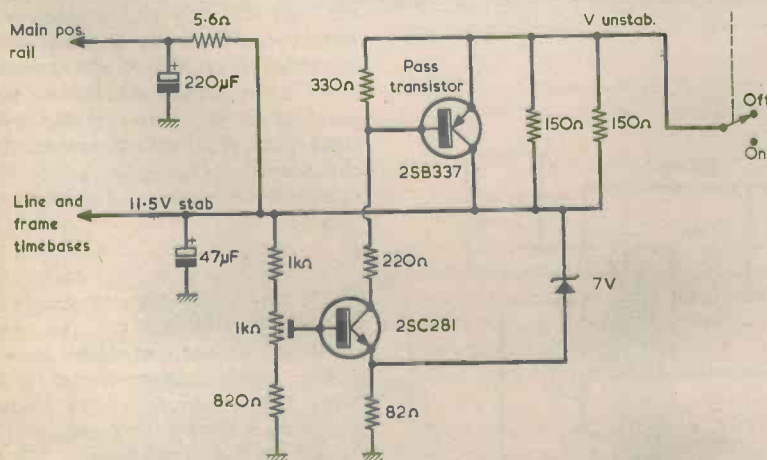 5·6Ω
V unstab.
Main pos.
rail
220µF
330Ω
Pass
transistor
Off
150Ω
150Ω
On
2SB337
Line and
frame
timebases
11·5V stab
47µF
1kΩ
220Ω
7V
1kΩ
2SC281
820Ω
82Ω